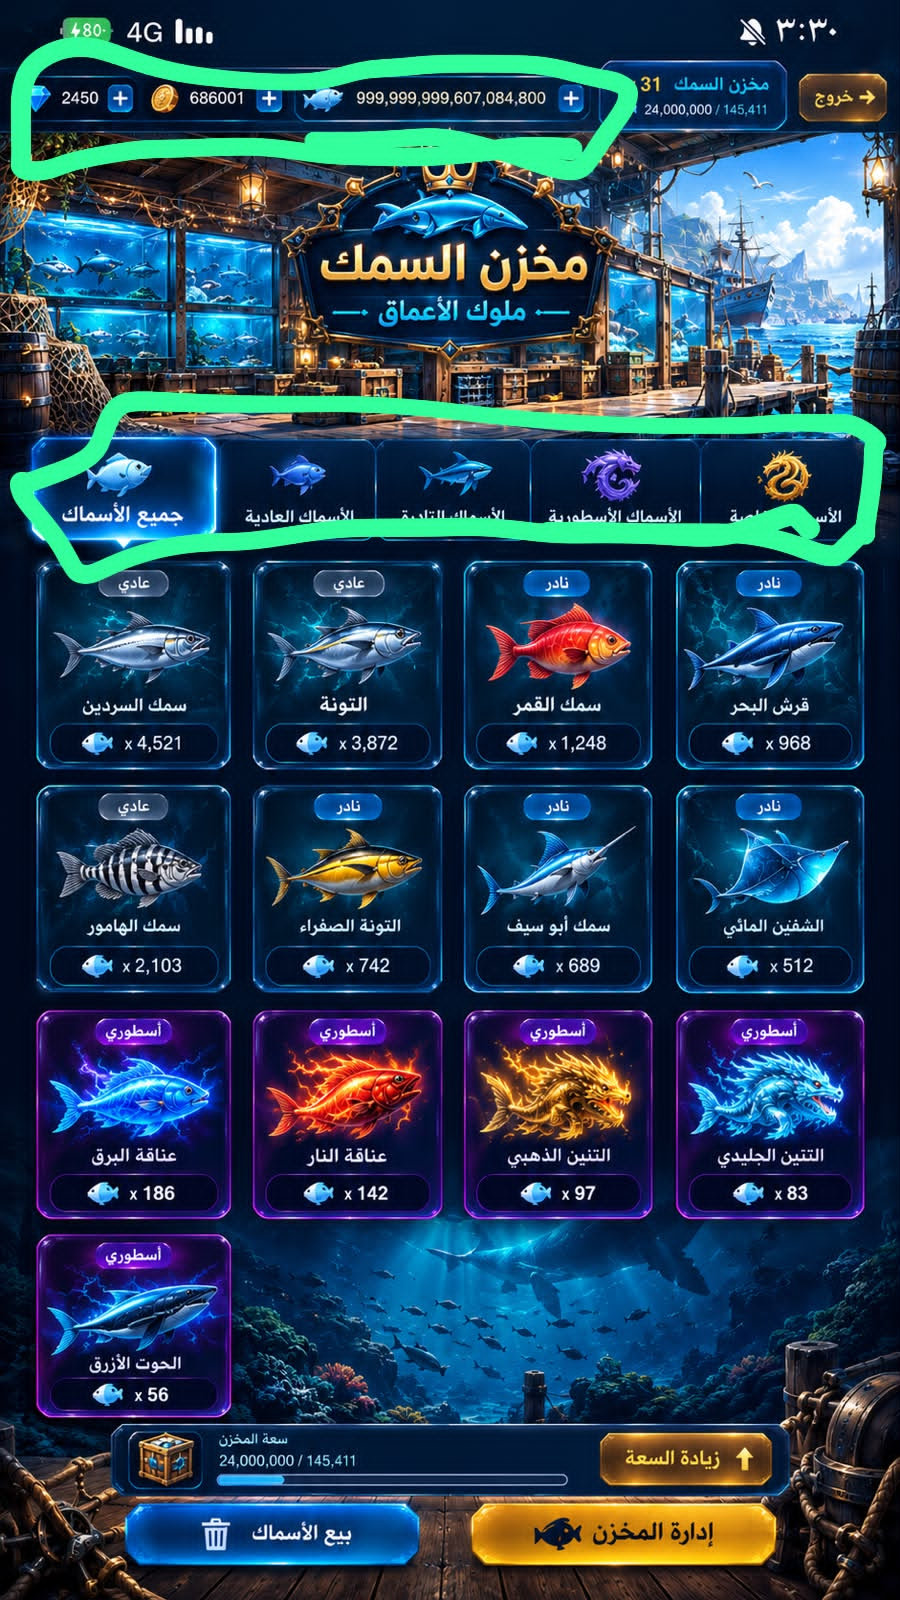 80 4G ٣:٣٠
2450 + 686001 + 999,999,999,607,084,800 +
مخزن السمك 31
24,000,000 / 145,411
خروج
مخزن السمك
ملوك الأعماق
جميع الأسماك
الأسماك العادية
الأسماك النادرة
الأسماك الأسطورية
عادي
سمك السردين
x 4,521
عادي
التونة
x 3,872
نادر
سمك القمر
x 1,248
نادر
قرش البحر
x 968
عادي
سمك الهامور
x 2,103
نادر
التونة الصفراء
x 742
نادر
سمك أبو سيف
x 689
نادر
الشفين المائي
x 512
أسطوري
عناقة البرق
x 186
أسطوري
عناقة النار
x 142
أسطوري
التنين الذهبي
x 97
أسطوري
التتين الجليدي
x 83
أسطوري
الحوت الأزرق
x 56
سعة المخزن
24,000,000 / 145,411
زيادة السعة
بيع الأسماك
إدارة المخزن